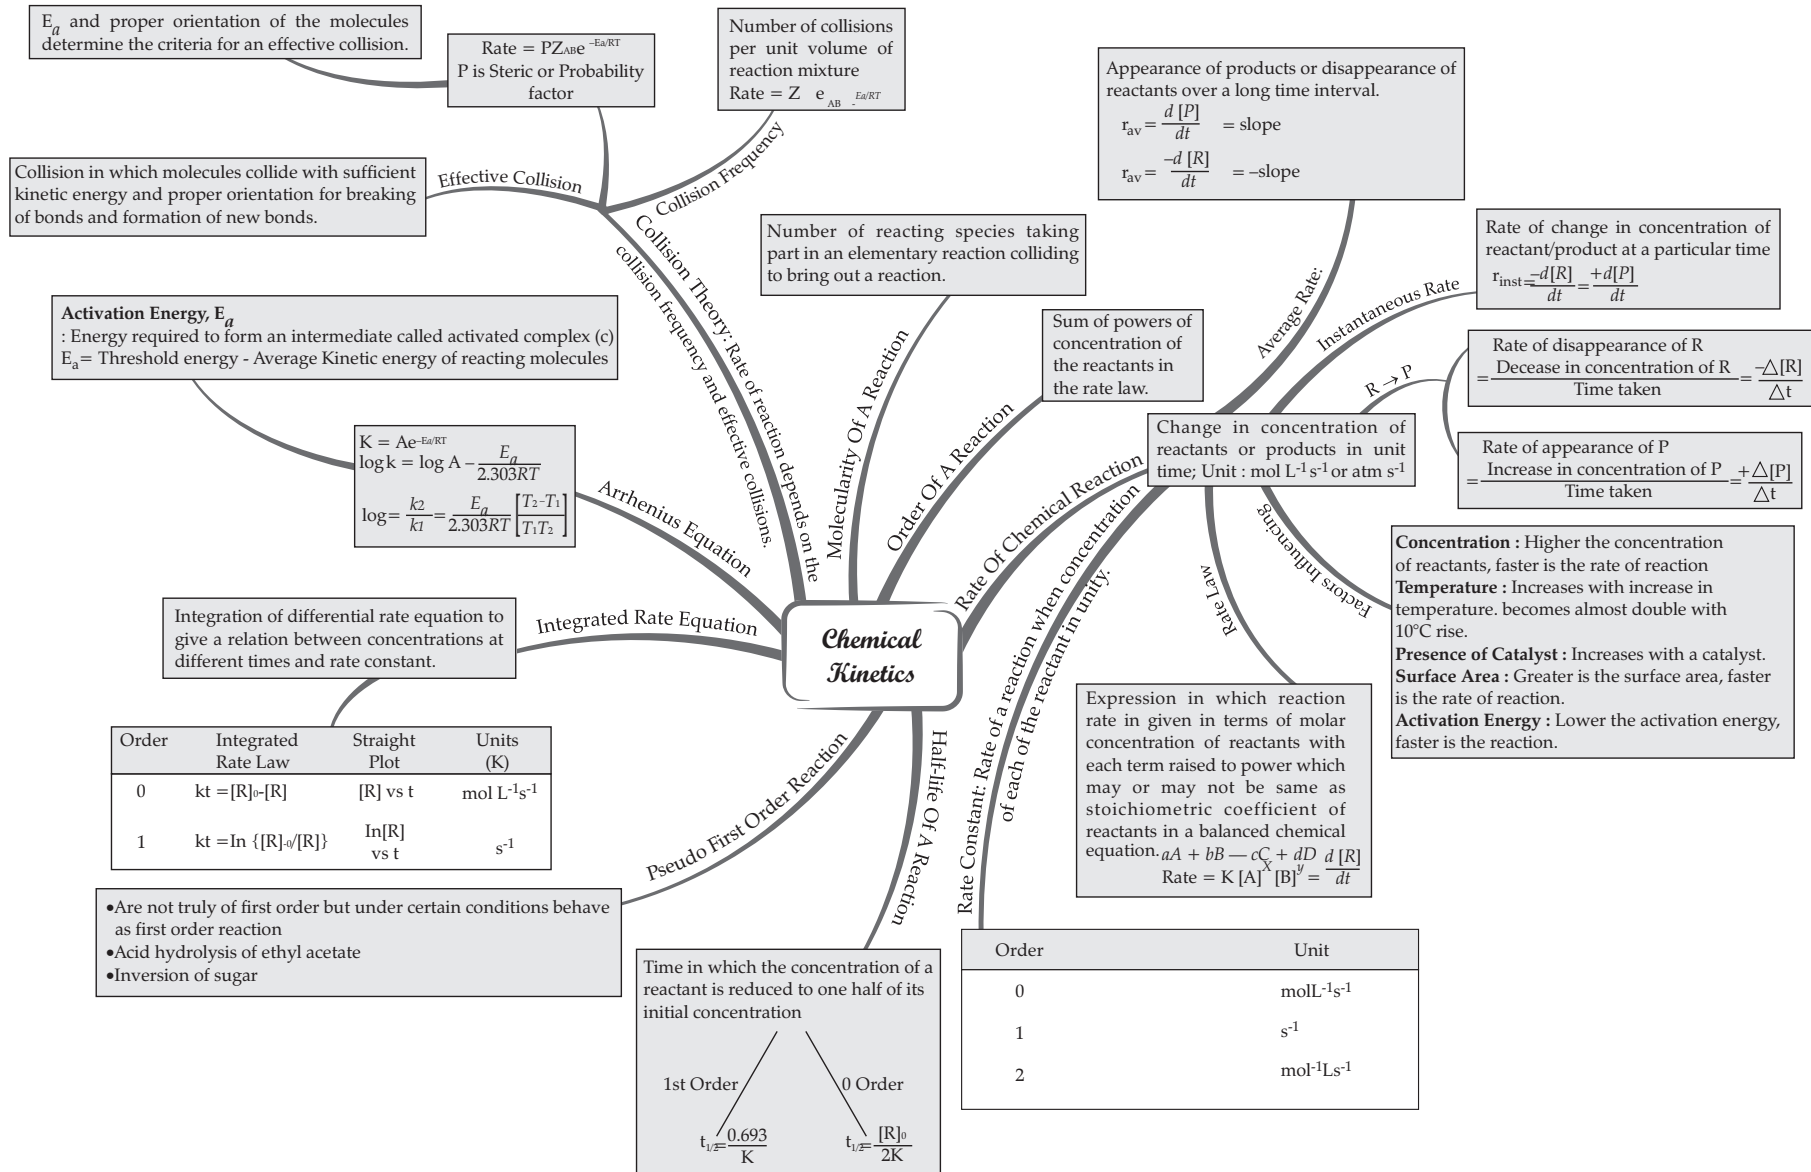 E_a and proper orientation of the molecules
determine the criteria for an effective collision.
Rate = PZ_AB e^–Ea/RT
P is Steric or Probability
factor
Number of collisions
per unit volume of
reaction mixture
Rate = Z e_AB -^Ea/RT
Collision in which molecules collide with sufficient
kinetic energy and proper orientation for breaking
of bonds and formation of new bonds.
Effective Collision
Collision Frequency
Collision Theory: Rate of reaction depends on the
collision frequency and effective collisions.
Activation Energy, E_a
: Energy required to form an intermediate called activated complex (c)
E_a = Threshold energy - Average Kinetic energy of reacting molecules
K = Ae^–Ea/RT
log k = log A – E_a/2.303RT
log = k2/k1 = E_a/2.303RT [T2–T1/T1T2]
Arrhenius Equation
Number of reacting species taking
part in an elementary reaction colliding
to bring out a reaction.
Molecularity Of A Reaction
Sum of powers of
concentration of
the reactants in
the rate law.
Order Of A Reaction
Appearance of products or disappearance of
reactants over a long time interval.
r_av = d [P]/dt = slope
r_av = –d [R]/dt = –slope
Average Rate:
Rate of change in concentration of
reactant/product at a particular time
r_inst = –d[R]/dt = +d[P]/dt
Instantaneous Rate
R → P
Rate of disappearance of R
= Decease in concentration of R/Time taken = –△[R]/△t
Rate of appearance of P
= Increase in concentration of P/Time taken = +△[P]/△t
Change in concentration of
reactants or products in unit
time; Unit : mol L⁻¹ s⁻¹ or atm s⁻¹
Rate Of Chemical Reaction
Factors Influencing
Concentration : Higher the concentration
of reactants, faster is the rate of reaction
Temperature : Increases with increase in
temperature. becomes almost double with
10°C rise.
Presence of Catalyst : Increases with a catalyst.
Surface Area : Greater is the surface area, faster
is the rate of reaction.
Activation Energy : Lower the activation energy,
faster is the reaction.
Rate Law
Expression in which reaction
rate in given in terms of molar
concentration of reactants with
each term raised to power which
may or may not be same as
stoichiometric coefficient of
reactants in a balanced chemical
equation. aA + bB — cC + dD
Rate = K [A]^X [B]^y = d [R]/dt
Rate Constant: Rate of a reaction when concentration
of each of the reactant in unity.
Order Unit
0 molL⁻¹s⁻¹
1 s⁻¹
2 mol⁻¹Ls⁻¹
Chemical
Kinetics
Integrated Rate Equation
Integration of differential rate equation to
give a relation between concentrations at
different times and rate constant.
Order Integrated Rate Law Straight Plot Units (K)
0 kt =[R]₀-[R] [R] vs t mol L⁻¹s⁻¹
1 kt =In {[R]-0/[R]} In[R] vs t s⁻¹
Pseudo First Order Reaction
•Are not truly of first order but under certain conditions behave
as first order reaction
•Acid hydrolysis of ethyl acetate
•Inversion of sugar
Half-life Of A Reaction
Time in which the concentration of a
reactant is reduced to one half of its
initial concentration
1st Order 0 Order
t_1/2 = 0.693/K t_1/2 = [R]₀/2K